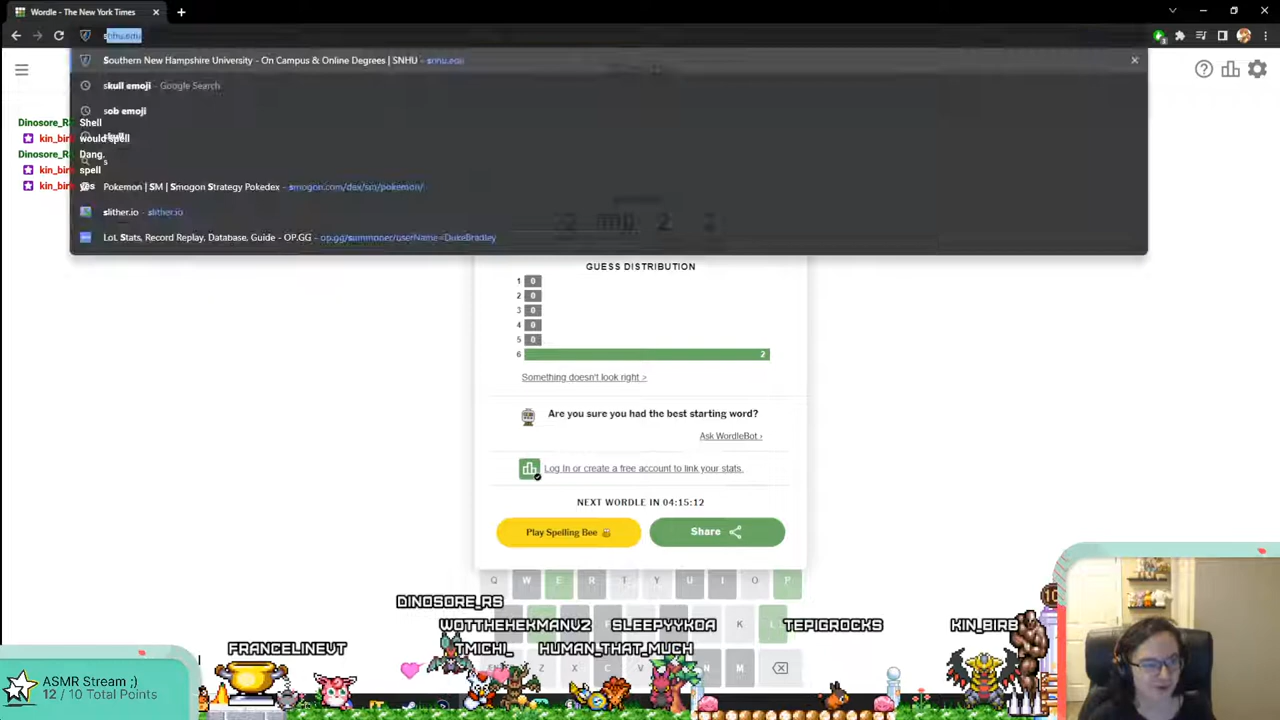 Wordle - The New York Times
snhu.edu
Southern New Hampshire University - On Campus & Online Degrees | SNHU - snhu.edu
skull emoji - Google Search
sob emoji
skull
s
Pokemon | SM | Smogon Strategy Pokedex - smogon.com/dex/sm/pokemon/
slither.io - slither.io
LoL Stats, Record Replay, Database, Guide - OP.GG - op.gg/summoner/userName=DukeBradley
Shell
kin_birb would spell
Dang.
spell
GUESS DISTRIBUTION
1 0
2 0
3 0
4 0
5 0
6 2
Something doesn't look right >
Are you sure you had the best starting word?
Ask WordleBot ›
Log In or create a free account to link your stats.
NEXT WORDLE IN 04:15:12
Play Spelling Bee
Share
Q W E R T Y U I O P
K L
Z X C V N M
DINOSORE_RS
WOTTHEHEKMANV2 SLEEPYYKOA TEPIGROCKS KIN_BIRB
FRANCELINEVT TMICHI_ HUMAN_THAT_MUCH
ASMR Stream ;)
12 / 10 Total Points